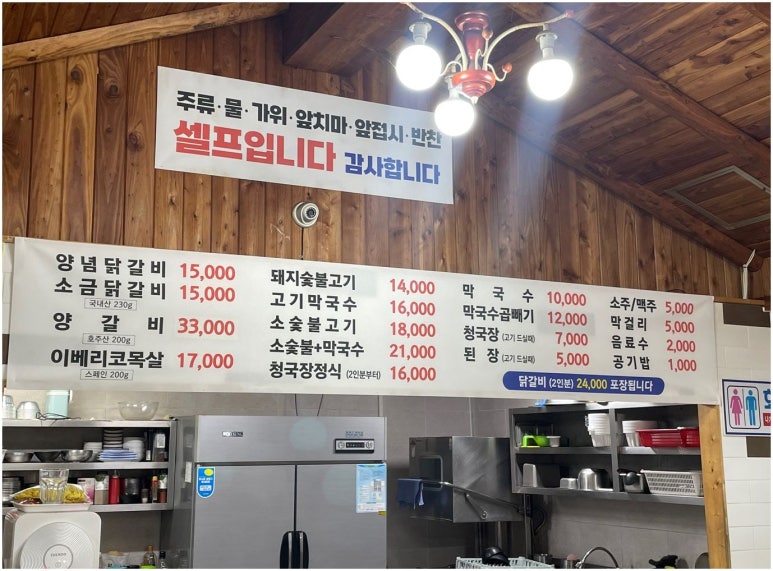 주류·물·가위·앞치마·앞접시·반찬
셀프입니다 감사합니다
양념닭갈비 15,000
소금닭갈비 15,000
국내산 230g
양 갈 비 33,000
호주산 200g
이베리코목살 17,000
스페인 200g
돼지숯불고기 14,000
고기막국수 16,000
소숯불고기 18,000
소숯불+막국수 21,000
청국장정식 (2인분부터) 16,000
막 국 수 10,000
막국수곱빼기 12,000
청국장 (고기 드실때) 7,000
된 장 (고기 드실때) 5,000
소주/맥주 5,000
막걸리 5,000
음료수 2,000
공기밥 1,000
닭갈비 (2인분) 24,000 포장됩니다